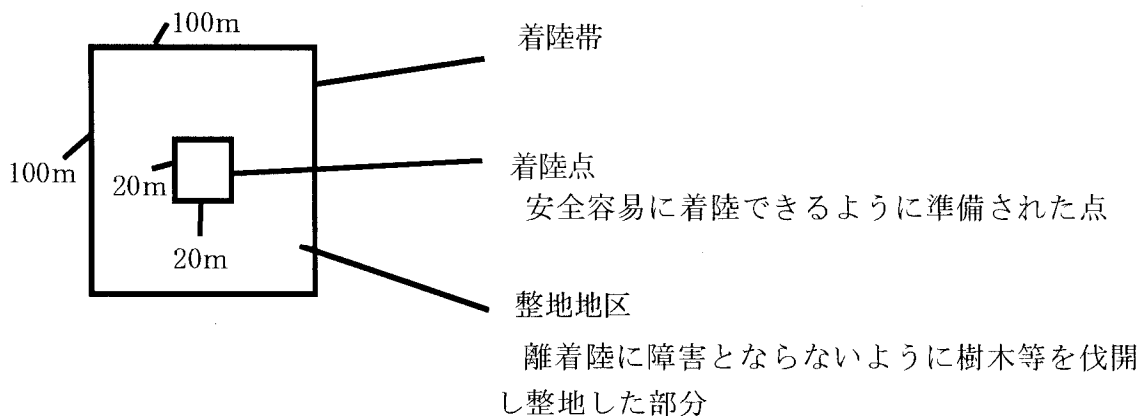 100m
着陸帯
100m
20m
着陸点
安全容易に着陸できるように準備された点
20m
整地地区
離着陸に障害とならないように樹木等を伐開
し整地した部分